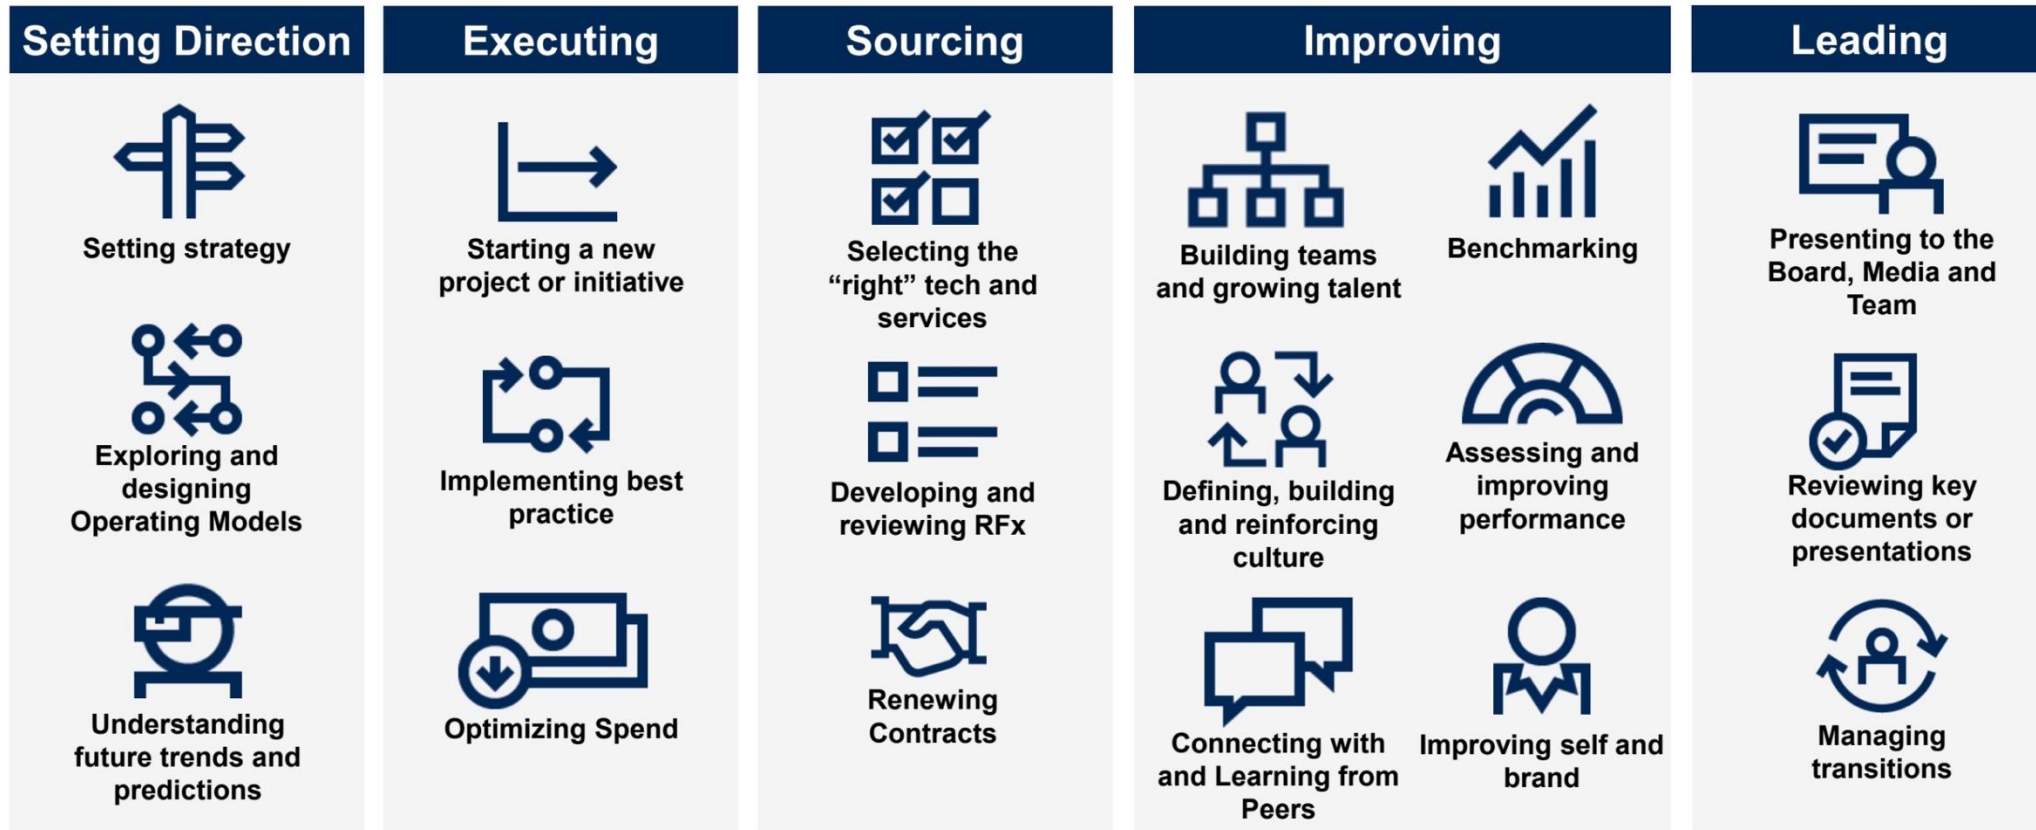 Setting Direction
Setting strategy
Exploring and
designing
Operating Models
Understanding
future trends and
predictions
Executing
Starting a new
project or initiative
Implementing best
practice
Optimizing Spend
Sourcing
Selecting the
“right” tech and
services
Developing and
reviewing RFx
Renewing
Contracts
Improving
Building teams
and growing talent
Benchmarking
Defining, building
and reinforcing
culture
Assessing and
improving
performance
Connecting with
and Learning from
Peers
Improving self and
brand
Leading
Presenting to the
Board, Media and
Team
Reviewing key
documents or
presentations
Managing
transitions